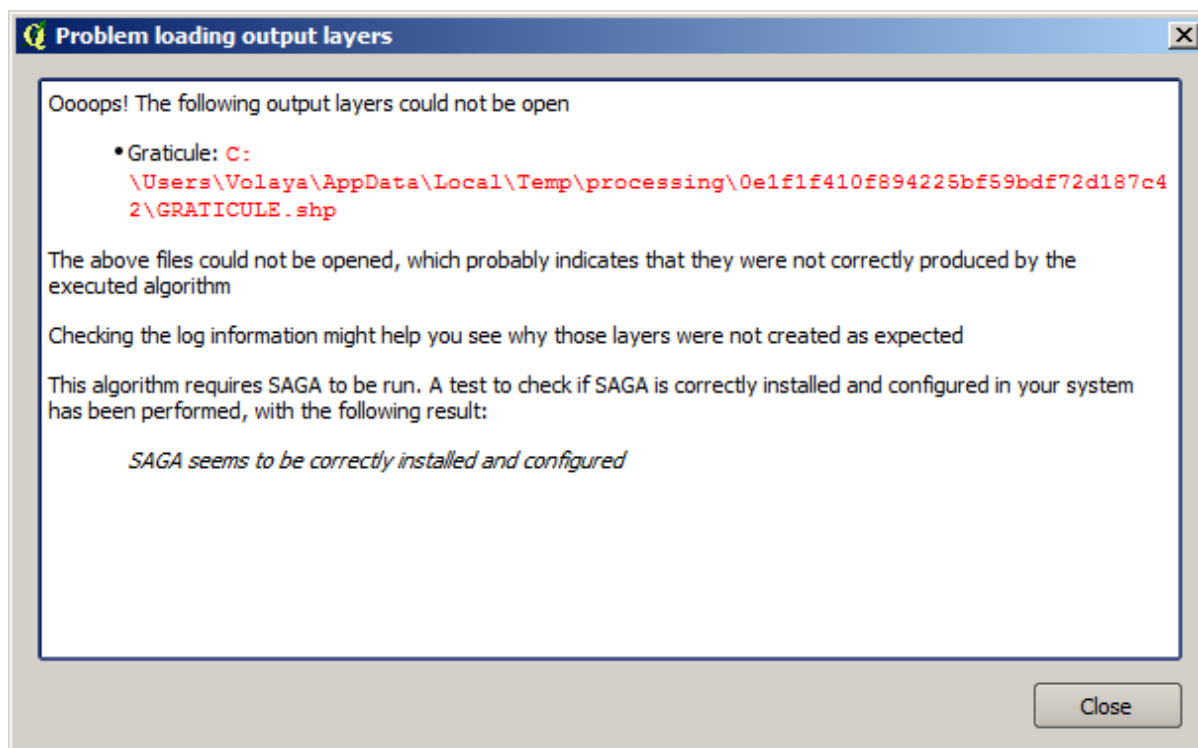 Problem loading output layers
Oooops! The following output layers could not be open
• Graticule: C:
\Users\Volaya\AppData\Local\Temp\processing\0e1f1f410f894225bf59bdf72d187c4
2\GRATICULE.shp
The above files could not be opened, which probably indicates that they were not correctly produced by the
executed algorithm
Checking the log information might help you see why those layers were not created as expected
This algorithm requires SAGA to be run. A test to check if SAGA is correctly installed and configured in your system
has been performed, with the following result:
SAGA seems to be correctly installed and configured
Close